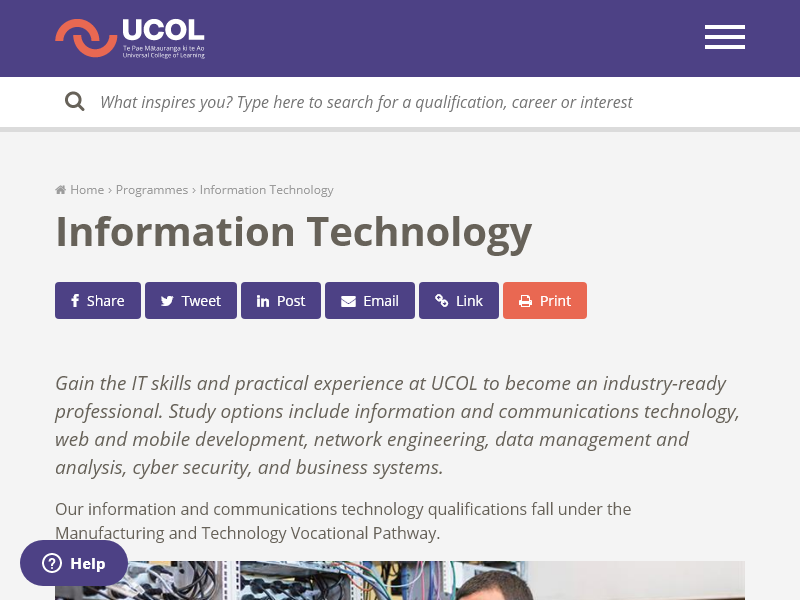 UCOL
Te Pae Mātauranga ki te Ao
Universal College of Learning
What inspires you? Type here to search for a qualification, career or interest
Home › Programmes › Information Technology
Information Technology
Share
Tweet
Post
Email
Link
Print
Gain the IT skills and practical experience at UCOL to become an industry-ready
professional. Study options include information and communications technology,
web and mobile development, network engineering, data management and
analysis, cyber security, and business systems.
Our information and communications technology qualifications fall under the
Manufacturing and Technology Vocational Pathway.
Help